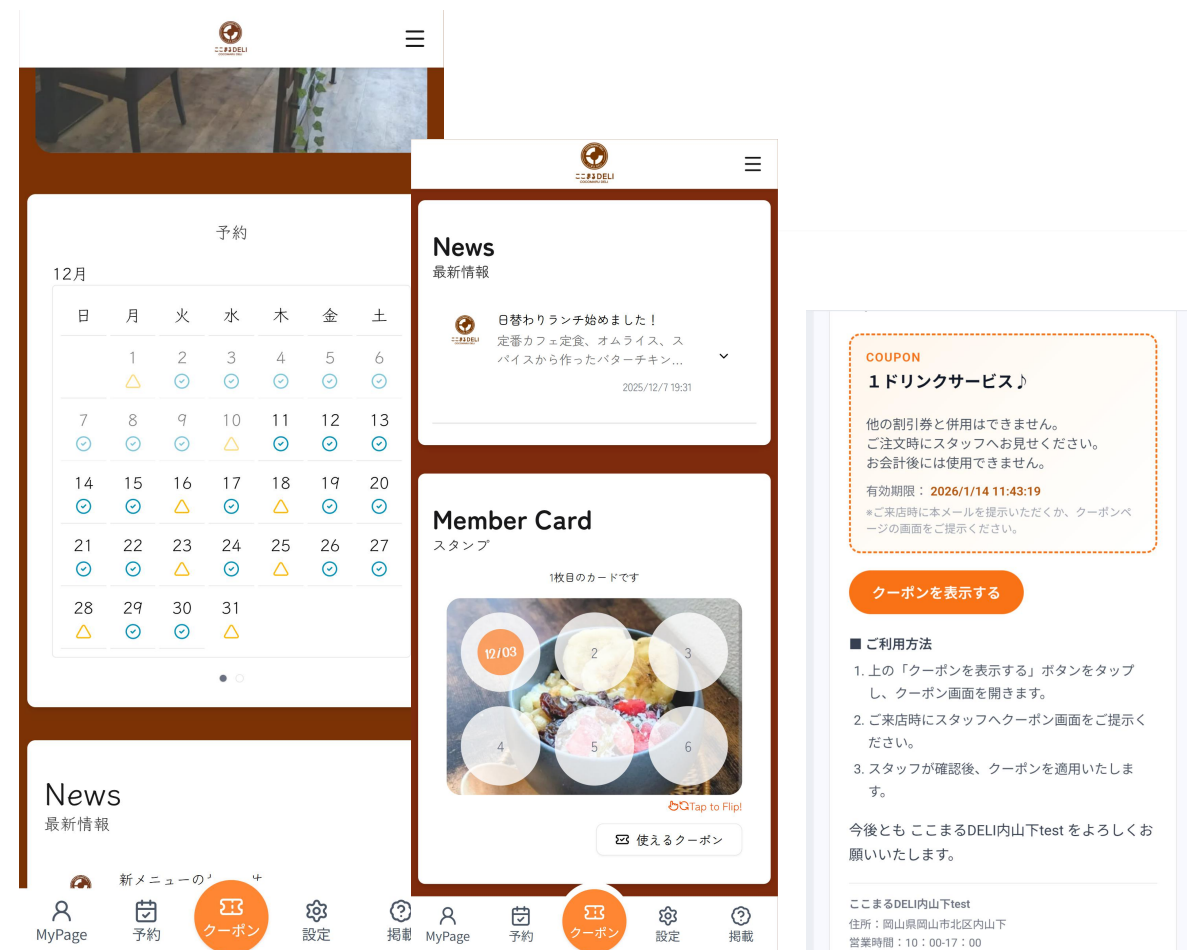 ここまるDELI
COCOMARU DELI
予約
12月
日 月 火 水 木 金 土
1 2 3 4 5 6
7 8 9 10 11 12 13
14 15 16 17 18 19 20
21 22 23 24 25 26 27
28 29 30 31
News
最新情報
MyPage
予約
クーポン
設定
ここまるDELI
COCOMARU DELI
News
最新情報
ここまるDELI
日替わりランチ始めました！
定番カフェ定食、オムライス、ス
パイスから作ったバターチキン...
2025/12/7 19:31
Member Card
スタンプ
1枚目のカードです
12/03 2 3
4 5 6
Tap to Flip!
使えるクーポン
MyPage
予約
クーポン
設定
掲載
COUPON
１ドリンクサービス♪
他の割引券と併用はできません。
ご注文時にスタッフへお見せください。
お会計後には使用できません。
有効期限： 2026/1/14 11:43:19
※ご来店時に本メールを提示いただくか、クーポンペ
ージの画面をご提示ください。
クーポンを表示する
■ ご利用方法
1. 上の「クーポンを表示する」ボタンをタップ
し、クーポン画面を開きます。
2. ご来店時にスタッフへクーポン画面をご提示く
ださい。
3. スタッフが確認後、クーポンを適用いたしま
す。
今後とも ここまるDELI内山下test をよろしくお
願いいたします。
ここまるDELI内山下test
住所：岡山県岡山市北区内山下
営業時間：10：00-17：00